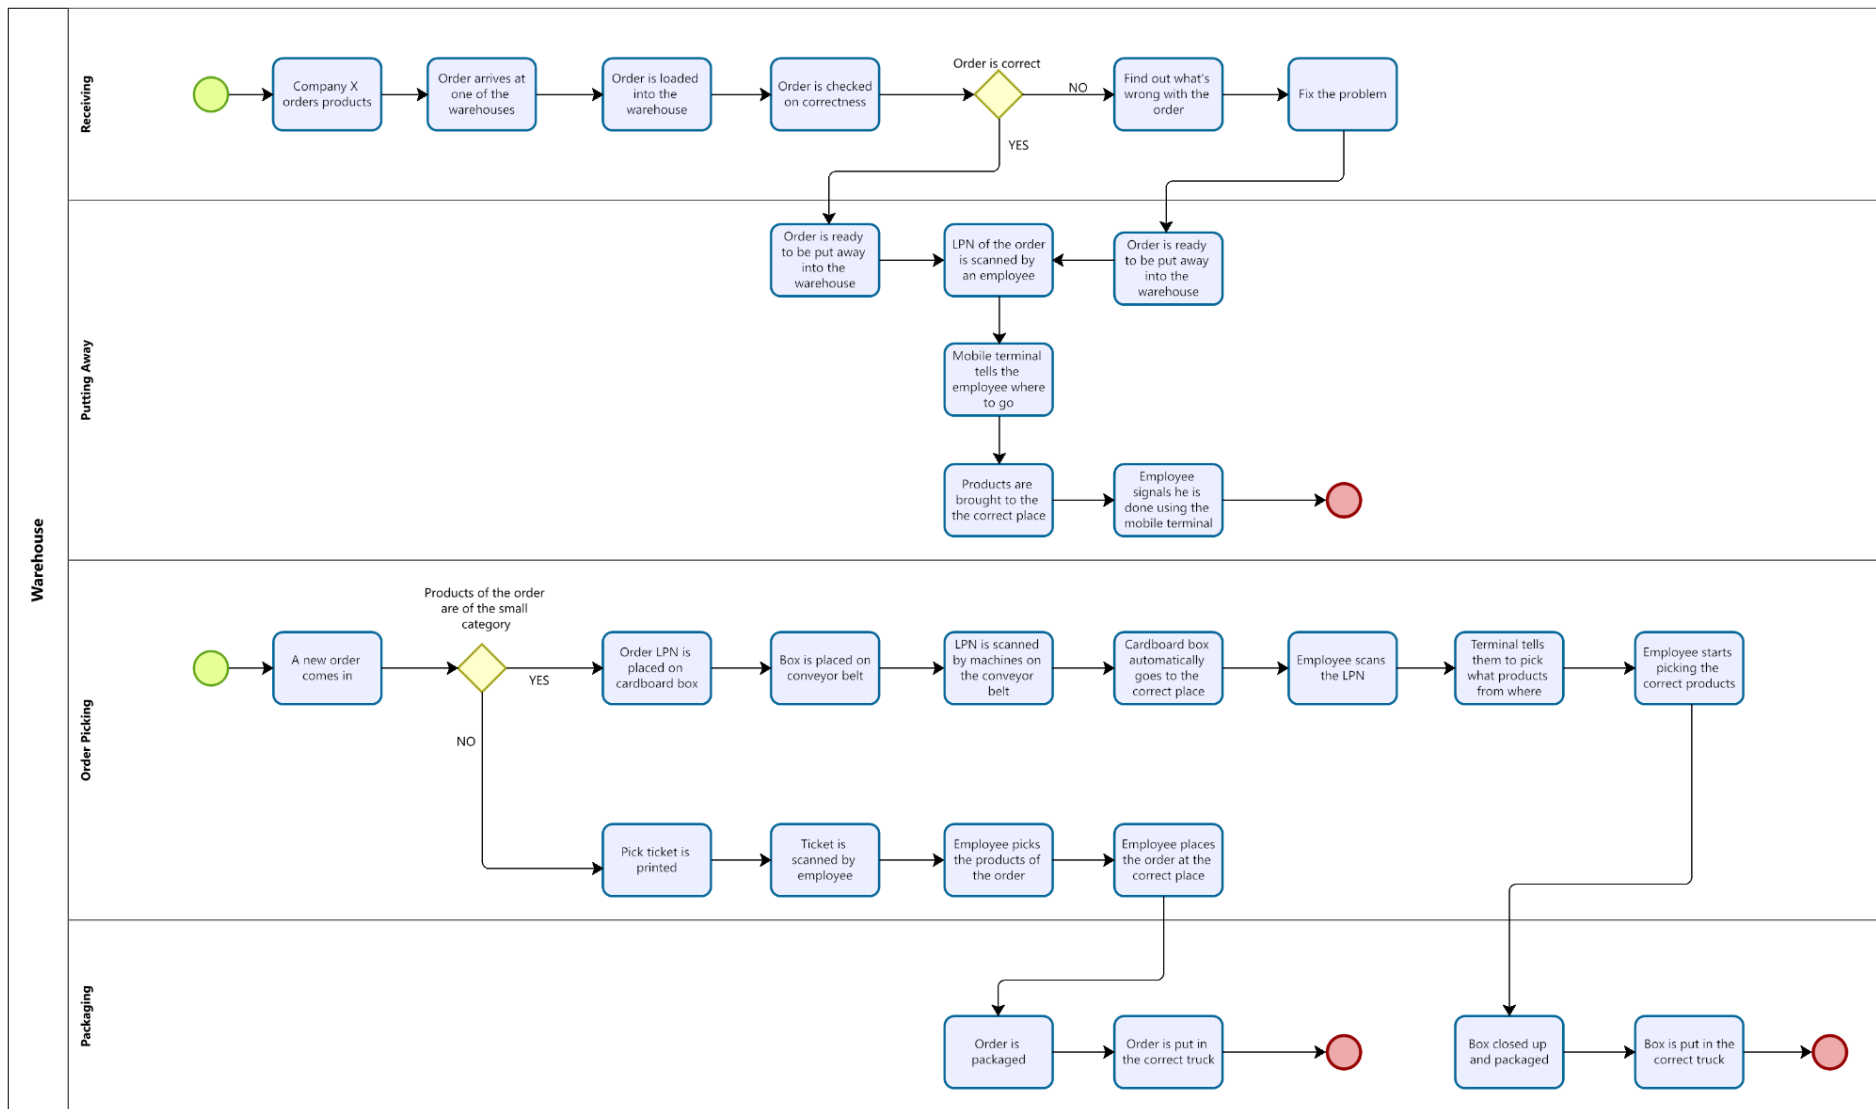 Warehouse
Receiving
Company X
orders products
Order arrives at
one of the
warehouses
Order is loaded
into the
warehouse
Order is checked
on correctness
Order is correct
NO
YES
Find out what's
wrong with the
order
Fix the problem
Putting Away
Order is ready
to be put away
into the
warehouse
LPN of the order
is scanned by
an employee
Order is ready
to be put away
into the
warehouse
Mobile terminal
tells the
employee where
to go
Products are
brought to the
the correct place
Employee
signals he is
done using the
mobile terminal
Order Picking
A new order
comes in
Products of the order
are of the small
category
YES
NO
Order LPN is
placed on
cardboard box
Box is placed on
conveyor belt
LPN is scanned
by machines on
the conveyor
belt
Cardboard box
automatically
goes to the
correct place
Employee scans
the LPN
Terminal tells
them to pick
what products
from where
Employee starts
picking the
correct products
Pick ticket is
printed
Ticket is
scanned by
employee
Employee picks
the products of
the order
Employee places
the order at the
correct place
Packaging
Order is
packaged
Order is put in
the correct truck
Box closed up
and packaged
Box is put in the
correct truck